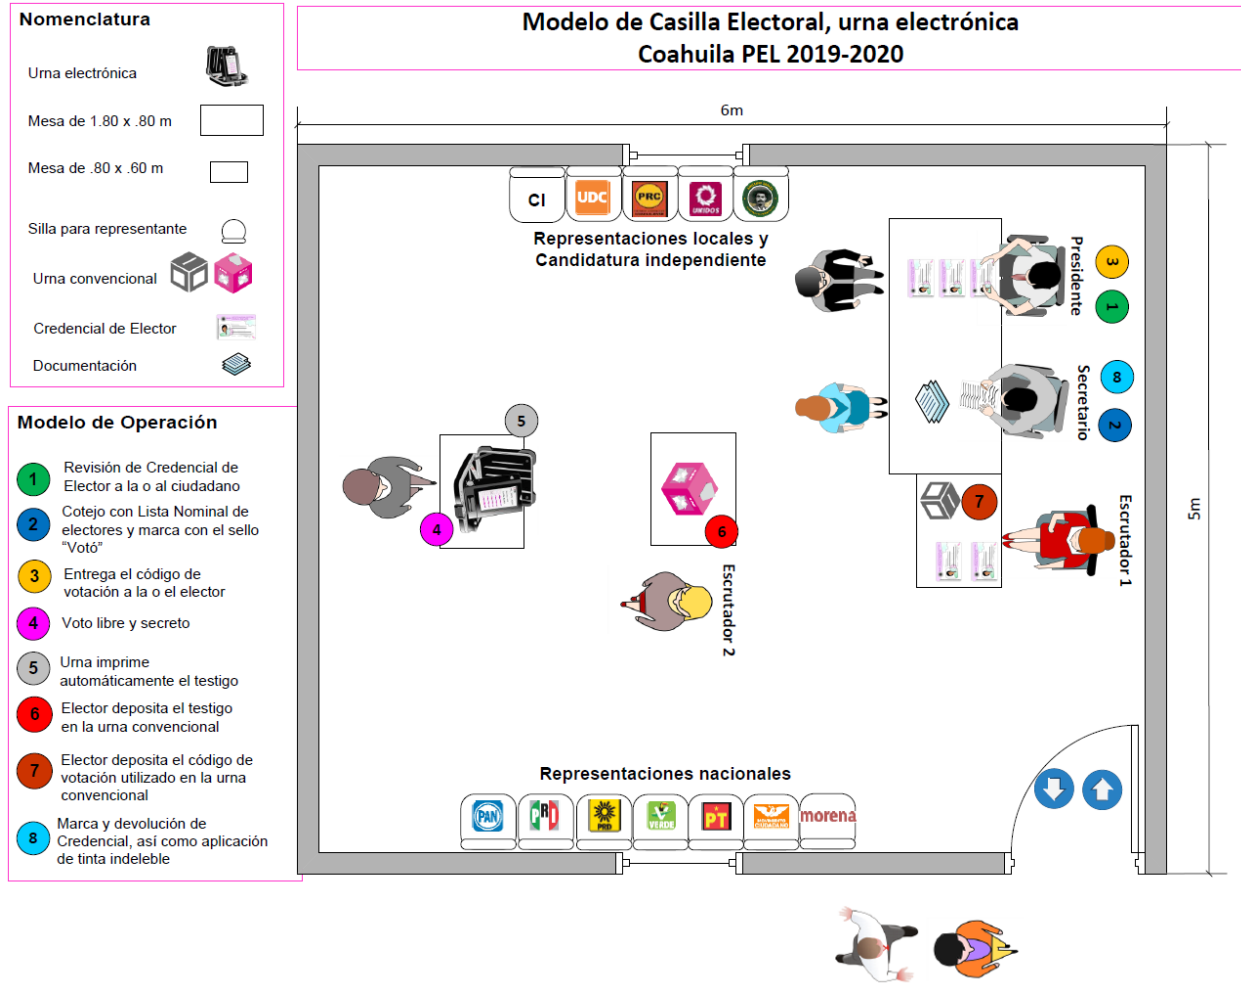 Nomenclatura
Urna electrónica
Mesa de 1.80 x .80 m
Mesa de .80 x .60 m
Silla para representante
Urna convencional
Credencial de Elector
Documentación
Modelo de Operación
1
Revisión de Credencial de
Elector a la o al ciudadano
2
Cotejo con Lista Nominal de
electores y marca con el sello
“Votó”
3
Entrega el código de
votación a la o el elector
4
Voto libre y secreto
5
Urna imprime
automáticamente el testigo
6
Elector deposita el testigo
en la urna convencional
7
Elector deposita el código de
votación utilizado en la urna
convencional
8
Marca y devolución de
Credencial, así como aplicación
de tinta indeleble
Modelo de Casilla Electoral, urna electrónica
Coahuila PEL 2019-2020
6m
CI
UDC
PRC
UNIDOS
Representaciones locales y
Candidatura independiente
Presidente
3
1
Secretario
8
2
5
4
6
7
Escrutador 1
Escrutador 2
5m
Representaciones nacionales
PAN
PRI
PRD
VERDE
PT
MOVIMIENTO
CIUDADANO
morena